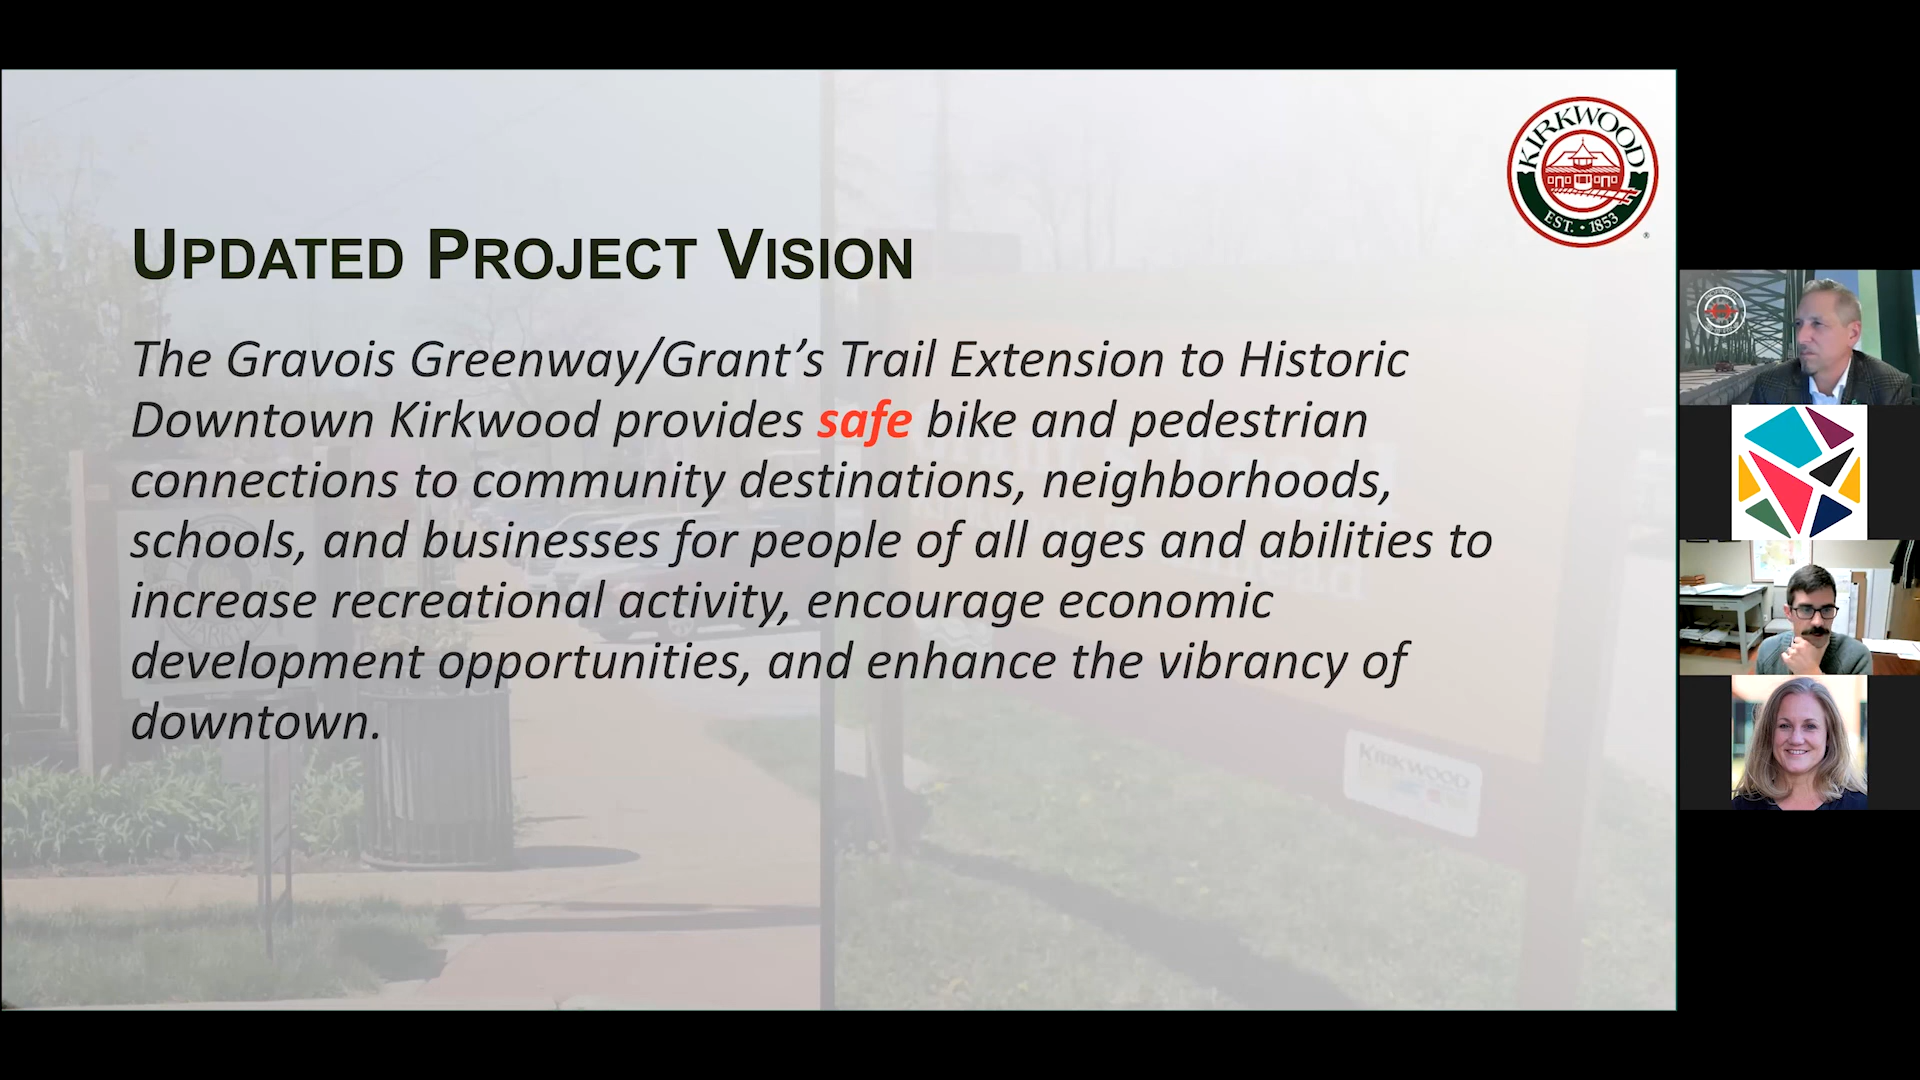 KIRKWOOD
EST. • 1853
®
UPDATED PROJECT VISION
The Gravois Greenway/Grant’s Trail Extension to Historic
Downtown Kirkwood provides safe bike and pedestrian
connections to community destinations, neighborhoods,
schools, and businesses for people of all ages and abilities to
increase recreational activity, encourage economic
development opportunities, and enhance the vibrancy of
downtown.
KIRKWOOD